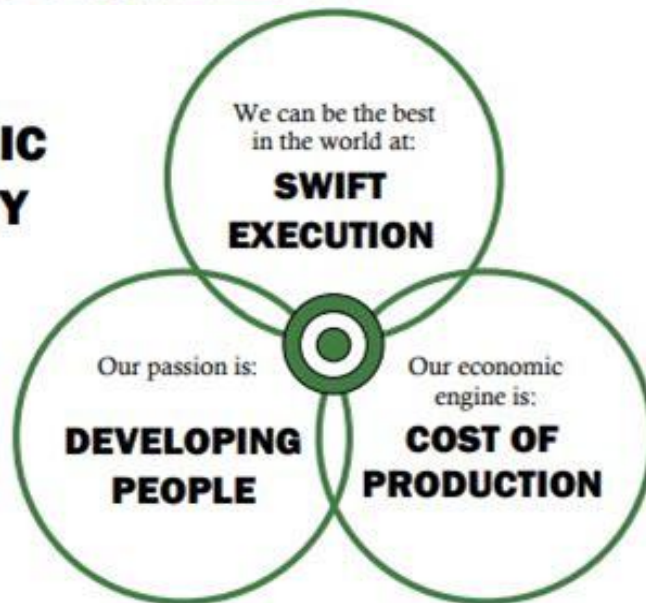 IC
Y
We can be the best
in the world at:
SWIFT
EXECUTION
Our passion is:
DEVELOPING
PEOPLE
Our economic
engine is:
COST OF
PRODUCTION